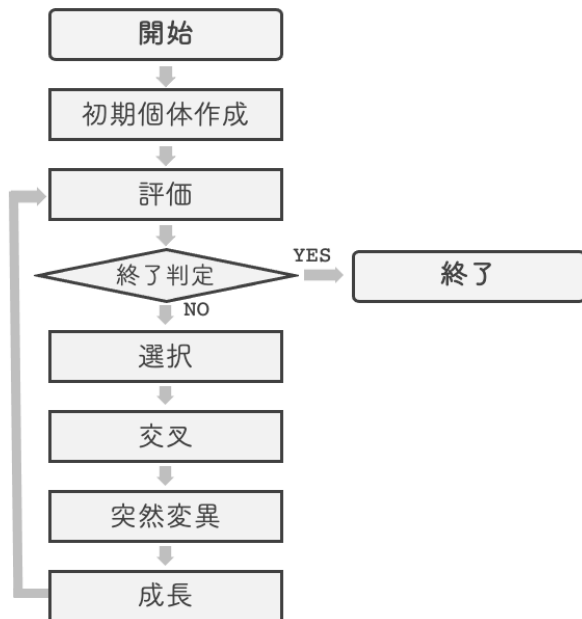 開始
初期個体作成
評価
終了判定
YES
終了
NO
選択
交叉
突然変異
成長